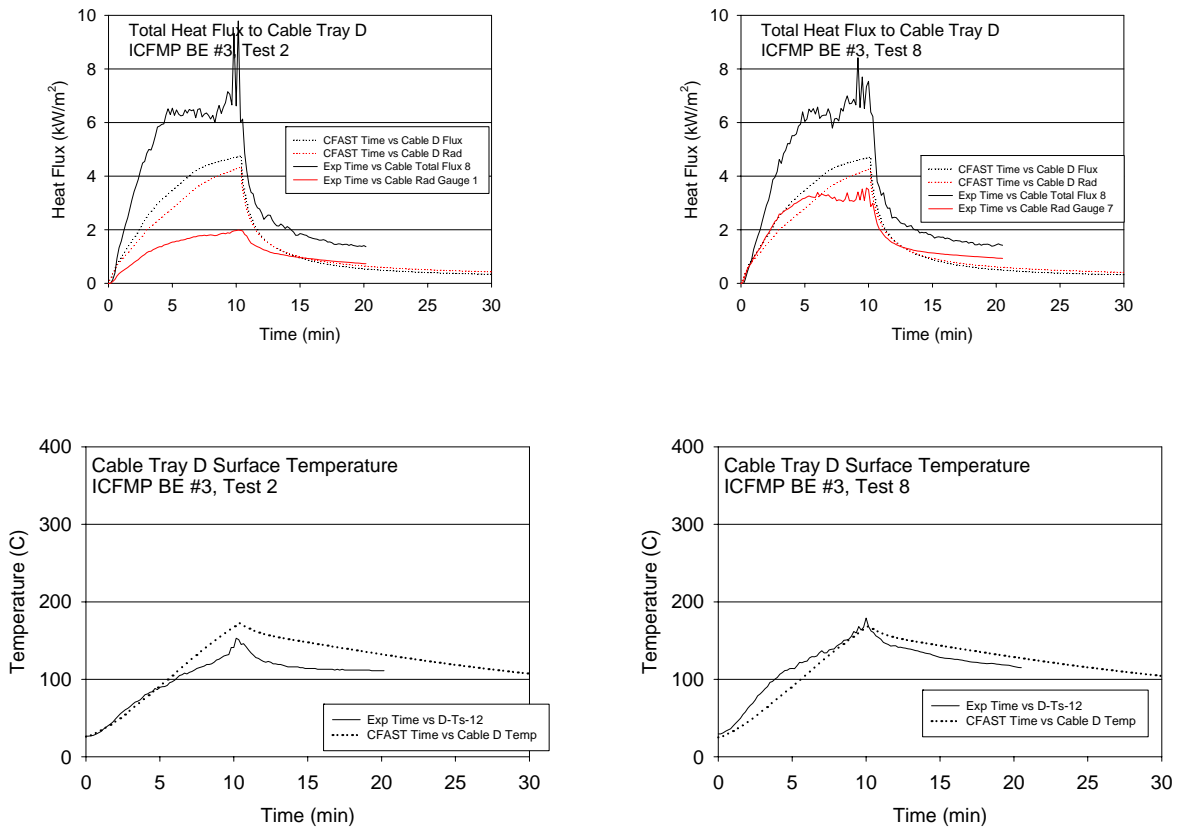 Total Heat Flux to Cable Tray D
ICFMP BE #3, Test 2
Heat Flux (kW/m²)
10
8
6
4
2
0
CFAST Time vs Cable D Flux
CFAST Time vs Cable D Rad
Exp Time vs Cable Total Flux 8
Exp Time vs Cable Rad Gauge 1
0 5 10 15 20 25 30
Time (min)
Total Heat Flux to Cable Tray D
ICFMP BE #3, Test 8
Heat Flux (kW/m²)
10
8
6
4
2
0
CFAST Time vs Cable D Flux
CFAST Time vs Cable D Rad
Exp Time vs Cable Total Flux 8
Exp Time vs Cable Rad Gauge 7
0 5 10 15 20 25 30
Time (min)
Cable Tray D Surface Temperature
ICFMP BE #3, Test 2
Temperature (C)
400
300
200
100
0
Exp Time vs D-Ts-12
CFAST Time vs Cable D Temp
0 5 10 15 20 25 30
Time (min)
Cable Tray D Surface Temperature
ICFMP BE #3, Test 8
Temperature (C)
400
300
200
100
0
Exp Time vs D-Ts-12
CFAST Time vs Cable D Temp
0 5 10 15 20 25 30
Time (min)